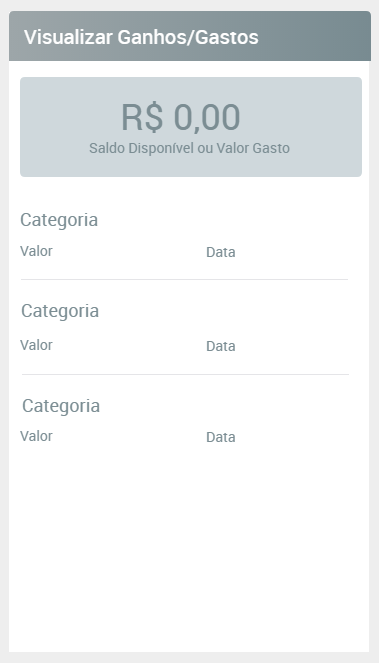 Visualizar Ganhos/Gastos
R$ 0,00
Saldo Disponível ou Valor Gasto
Categoria
Valor Data
Categoria
Valor Data
Categoria
Valor Data